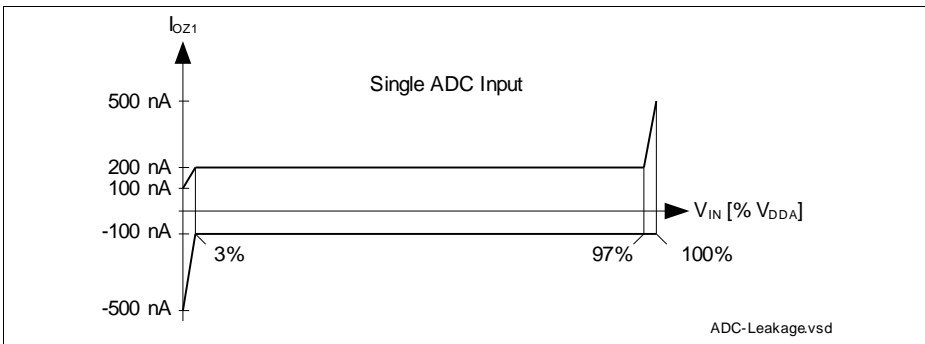 I_OZ1
Single ADC Input
500 nA
200 nA
100 nA
V_IN [% V_DDA]
-100 nA
3%
97%
100%
-500 nA
ADC-Leakage.vsd